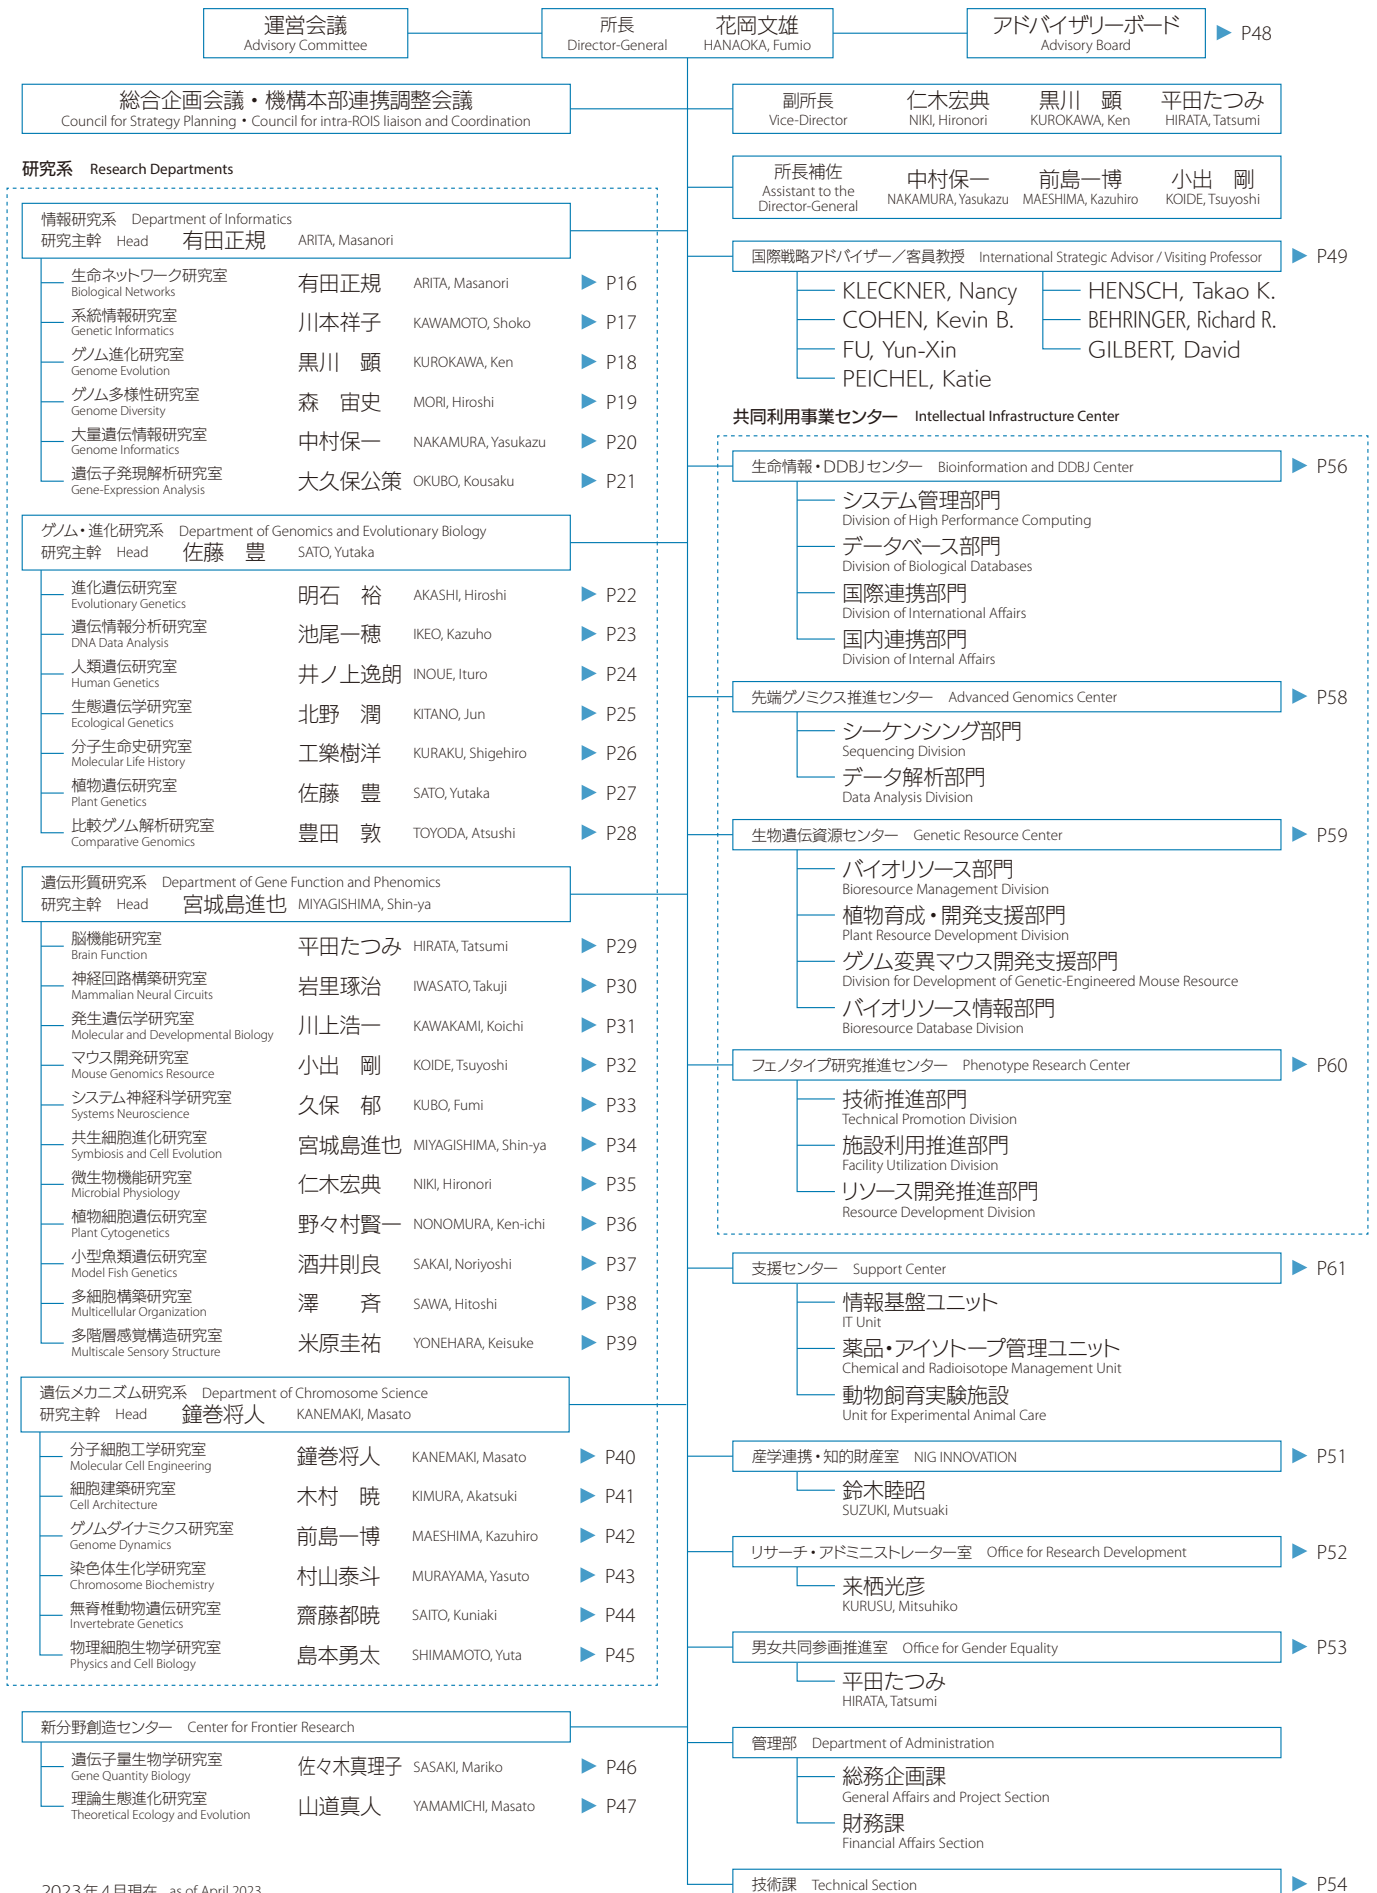 運営会議
Advisory Committee
所長 花岡文雄
Director-General HANAOKA, Fumio
アドバイザリーボード
Advisory Board
▶ P48
総合企画会議・機構本部連携調整会議
Council for Strategy Planning • Council for intra-ROIS liaison and Coordination
副所長 仁木宏典 黒川 顕 平田たつみ
Vice-Director NIKI, Hironori KUROKAWA, Ken HIRATA, Tatsumi
所長補佐 中村保一 前島一博 小出 剛
Assistant to the Director-General NAKAMURA, Yasukazu MAESHIMA, Kazuhiro KOIDE, Tsuyoshi
研究系 Research Departments
情報研究系 Department of Informatics
研究主幹 Head 有田正規 ARITA, Masanori
生命ネットワーク研究室 有田正規 ARITA, Masanori ▶ P16
Biological Networks
系統情報研究室 川本祥子 KAWAMOTO, Shoko ▶ P17
Genetic Informatics
ゲノム進化研究室 黒川 顕 KUROKAWA, Ken ▶ P18
Genome Evolution
ゲノム多様性研究室 森 宙史 MORI, Hiroshi ▶ P19
Genome Diversity
大量遺伝情報研究室 中村保一 NAKAMURA, Yasukazu ▶ P20
Genome Informatics
遺伝子発現解析研究室 大久保公策 OKUBO, Kousaku ▶ P21
Gene-Expression Analysis
ゲノム・進化研究系 Department of Genomics and Evolutionary Biology
研究主幹 Head 佐藤 豊 SATO, Yutaka
進化遺伝研究室 明石 裕 AKASHI, Hiroshi ▶ P22
Evolutionary Genetics
遺伝情報分析研究室 池尾一穂 IKEO, Kazuho ▶ P23
DNA Data Analysis
人類遺伝研究室 井ノ上逸朗 INOUE, Ituro ▶ P24
Human Genetics
生態遺伝学研究室 北野 潤 KITANO, Jun ▶ P25
Ecological Genetics
分子生命史研究室 工樂樹洋 KURAKU, Shigehiro ▶ P26
Molecular Life History
植物遺伝研究室 佐藤 豊 SATO, Yutaka ▶ P27
Plant Genetics
比較ゲノム解析研究室 豊田 敦 TOYODA, Atsushi ▶ P28
Comparative Genomics
遺伝形質研究系 Department of Gene Function and Phenomics
研究主幹 Head 宮城島進也 MIYAGISHIMA, Shin-ya
脳機能研究室 平田たつみ HIRATA, Tatsumi ▶ P29
Brain Function
神経回路構築研究室 岩里琢治 IWASATO, Takuji ▶ P30
Mammalian Neural Circuits
発生遺伝学研究室 川上浩一 KAWAKAMI, Koichi ▶ P31
Molecular and Developmental Biology
マウス開発研究室 小出 剛 KOIDE, Tsuyoshi ▶ P32
Mouse Genomics Resource
システム神経科学研究室 久保 郁 KUBO, Fumi ▶ P33
Systems Neuroscience
共生細胞進化研究室 宮城島進也 MIYAGISHIMA, Shin-ya ▶ P34
Symbiosis and Cell Evolution
微生物機能研究室 仁木宏典 NIKI, Hironori ▶ P35
Microbial Physiology
植物細胞遺伝研究室 野々村賢一 NONOMURA, Ken-ichi ▶ P36
Plant Cytogenetics
小型魚類遺伝研究室 酒井則良 SAKAI, Noriyoshi ▶ P37
Model Fish Genetics
多細胞構築研究室 澤 斉 SAWA, Hitoshi ▶ P38
Multicellular Organization
多階層感覚構造研究室 米原圭祐 YONEHARA, Keisuke ▶ P39
Multiscale Sensory Structure
遺伝メカニズム研究系 Department of Chromosome Science
研究主幹 Head 鐘巻将人 KANEMAKI, Masato
分子細胞工学研究室 鐘巻将人 KANEMAKI, Masato ▶ P40
Molecular Cell Engineering
細胞建築研究室 木村 暁 KIMURA, Akatsuki ▶ P41
Cell Architecture
ゲノムダイナミクス研究室 前島一博 MAESHIMA, Kazuhiro ▶ P42
Genome Dynamics
染色体生化学研究室 村山泰斗 MURAYAMA, Yasuto ▶ P43
Chromosome Biochemistry
無脊椎動物遺伝研究室 齋藤都暁 SAITO, Kuniaki ▶ P44
Invertebrate Genetics
物理細胞生物学研究室 島本勇太 SHIMAMOTO, Yuta ▶ P45
Physics and Cell Biology
新分野創造センター Center for Frontier Research
遺伝子量生物学研究室 佐々木真理子 SASAKI, Mariko ▶ P46
Gene Quantity Biology
理論生態進化研究室 山道真人 YAMAMICHI, Masato ▶ P47
Theoretical Ecology and Evolution
2023年4月現在 as of April 2023
国際戦略アドバイザー／客員教授 International Strategic Advisor / Visiting Professor ▶ P49
KLECKNER, Nancy HENSCH, Takao K.
COHEN, Kevin B. BEHRINGER, Richard R.
FU, Yun-Xin GILBERT, David
PEICHEL, Katie
共同利用事業センター Intellectual Infrastructure Center
生命情報・DDBJセンター Bioinformation and DDBJ Center ▶ P56
システム管理部門
Division of High Performance Computing
データベース部門
Division of Biological Databases
国際連携部門
Division of International Affairs
国内連携部門
Division of Internal Affairs
先端ゲノミクス推進センター Advanced Genomics Center ▶ P58
シーケンシング部門
Sequencing Division
データ解析部門
Data Analysis Division
生物遺伝資源センター Genetic Resource Center ▶ P59
バイオリソース部門
Bioresource Management Division
植物育成・開発支援部門
Plant Resource Development Division
ゲノム変異マウス開発支援部門
Division for Development of Genetic-Engineered Mouse Resource
バイオリソース情報部門
Bioresource Database Division
フェノタイプ研究推進センター Phenotype Research Center ▶ P60
技術推進部門
Technical Promotion Division
施設利用推進部門
Facility Utilization Division
リソース開発推進部門
Resource Development Division
支援センター Support Center ▶ P61
情報基盤ユニット
IT Unit
薬品・アイソトープ管理ユニット
Chemical and Radioisotope Management Unit
動物飼育実験施設
Unit for Experimental Animal Care
産学連携・知的財産室 NIG INNOVATION ▶ P51
鈴木睦昭
SUZUKI, Mutsuaki
リサーチ・アドミニストレーター室 Office for Research Development ▶ P52
来栖光彦
KURUSU, Mitsuhiko
男女共同参画推進室 Office for Gender Equality ▶ P53
平田たつみ
HIRATA, Tatsumi
管理部 Department of Administration
総務企画課
General Affairs and Project Section
財務課
Financial Affairs Section
技術課 Technical Section ▶ P54